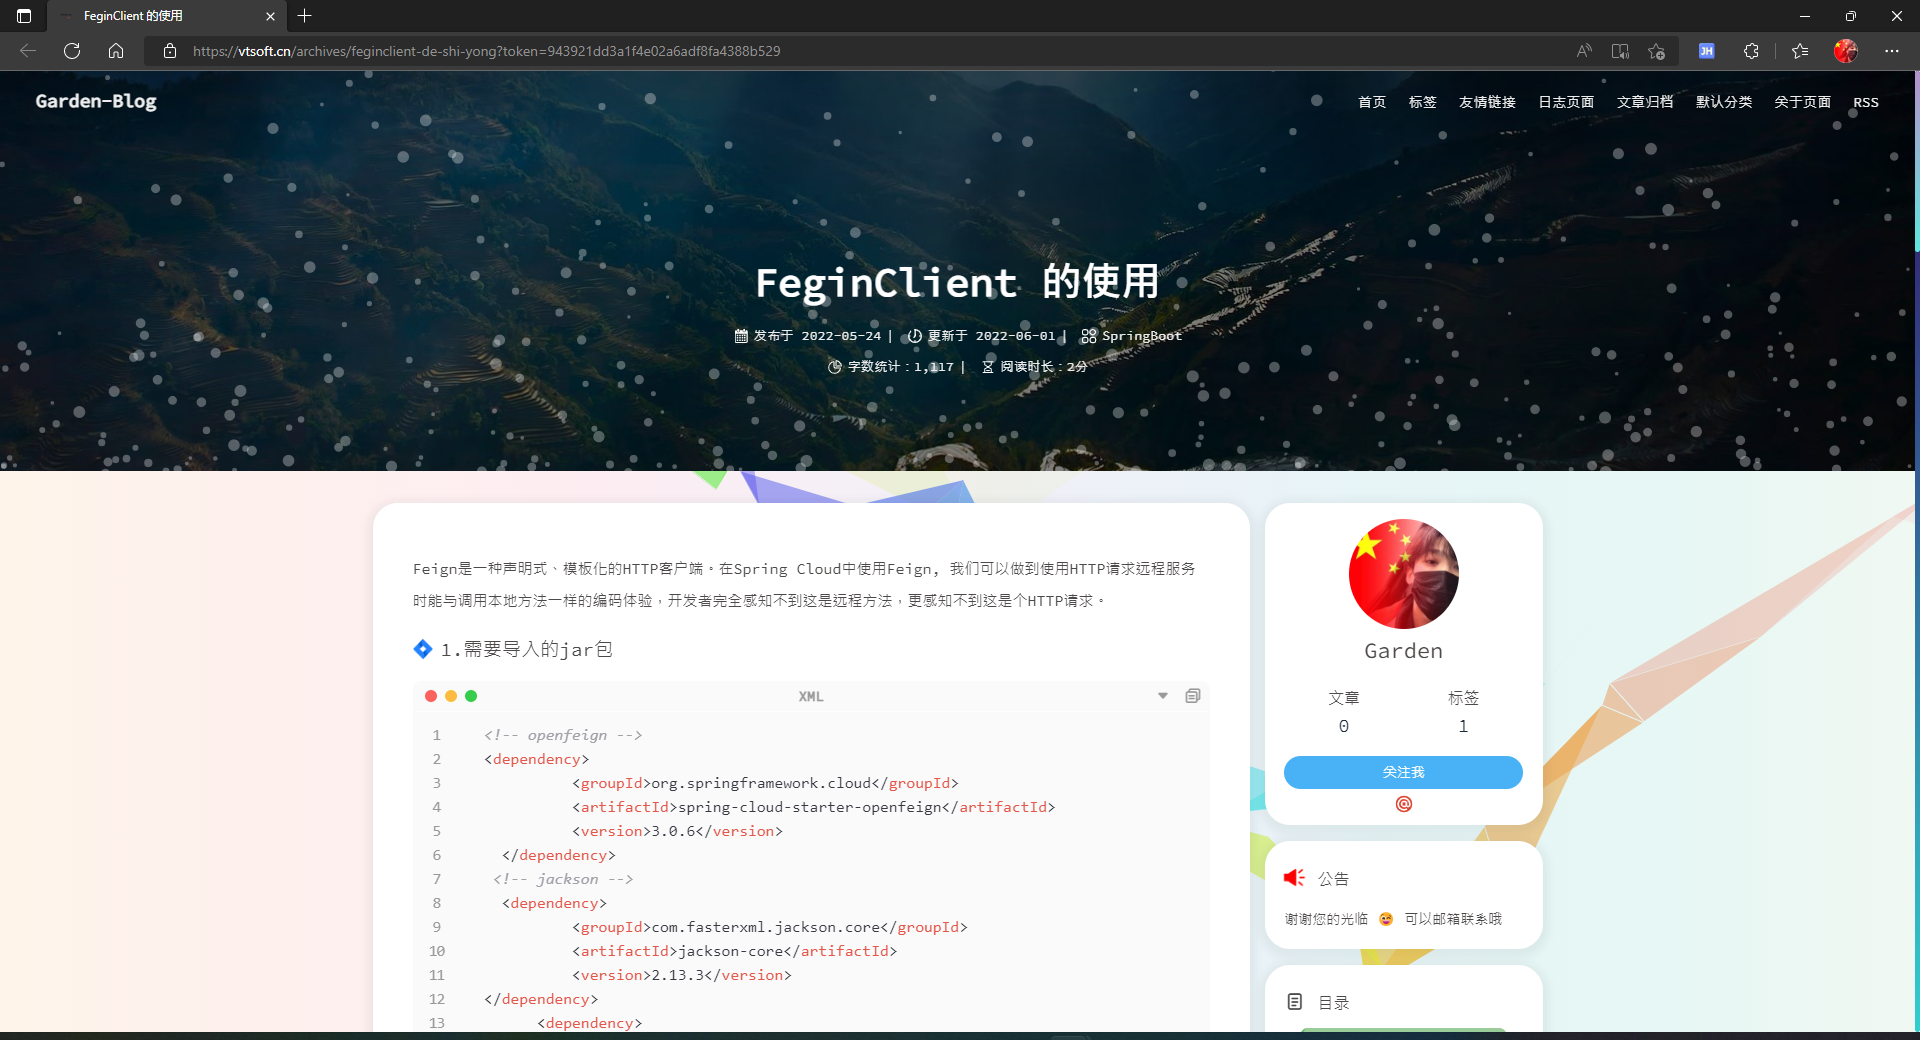 FeginClient 的使用
https://vtsoft.cn/archives/feginclient-de-shi-yong?token=943921dd3a1f4e02a6adf8fa4388b529
JH
Garden-Blog
首页 标签 友情链接 日志页面 文章归档 默认分类 关于页面 RSS
FeginClient 的使用
发布于 2022-05-24 | 更新于 2022-06-01 | SpringBoot
字数统计：1,117 | 阅读时长：2分
Feign是一种声明式、模板化的HTTP客户端。在Spring Cloud中使用Feign, 我们可以做到使用HTTP请求远程服务
时能与调用本地方法一样的编码体验，开发者完全感知不到这是远程方法，更感知不到这是个HTTP请求。
1.需要导入的jar包
XML
1 <!-- openfeign -->
2 <dependency>
3 <groupId>org.springframework.cloud</groupId>
4 <artifactId>spring-cloud-starter-openfeign</artifactId>
5 <version>3.0.6</version>
6 </dependency>
7 <!-- jackson -->
8 <dependency>
9 <groupId>com.fasterxml.jackson.core</groupId>
10 <artifactId>jackson-core</artifactId>
11 <version>2.13.3</version>
12 </dependency>
13 <dependency>
Garden
文章 标签
0 1
关注我
公告
谢谢您的光临 😊 可以邮箱联系哦
目录